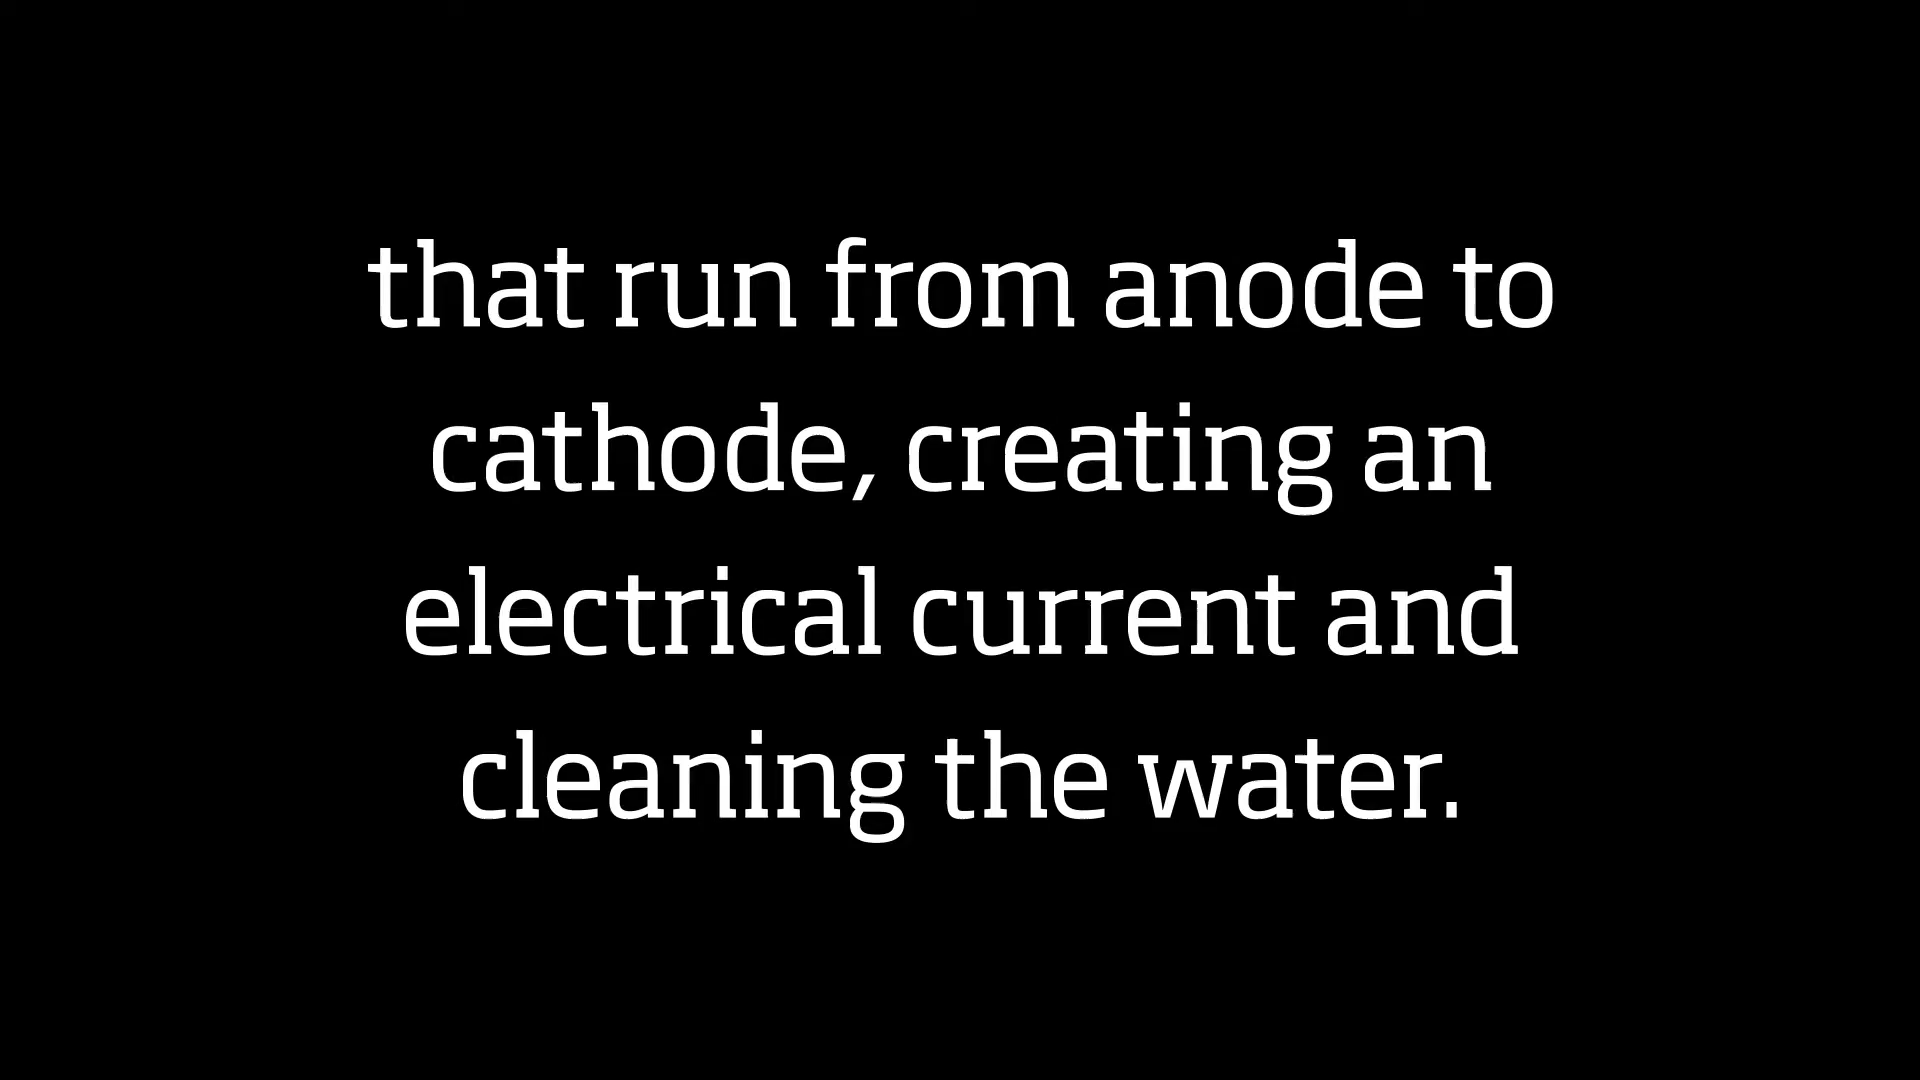 that run from anode to
cathode, creating an
electrical current and
cleaning the water.